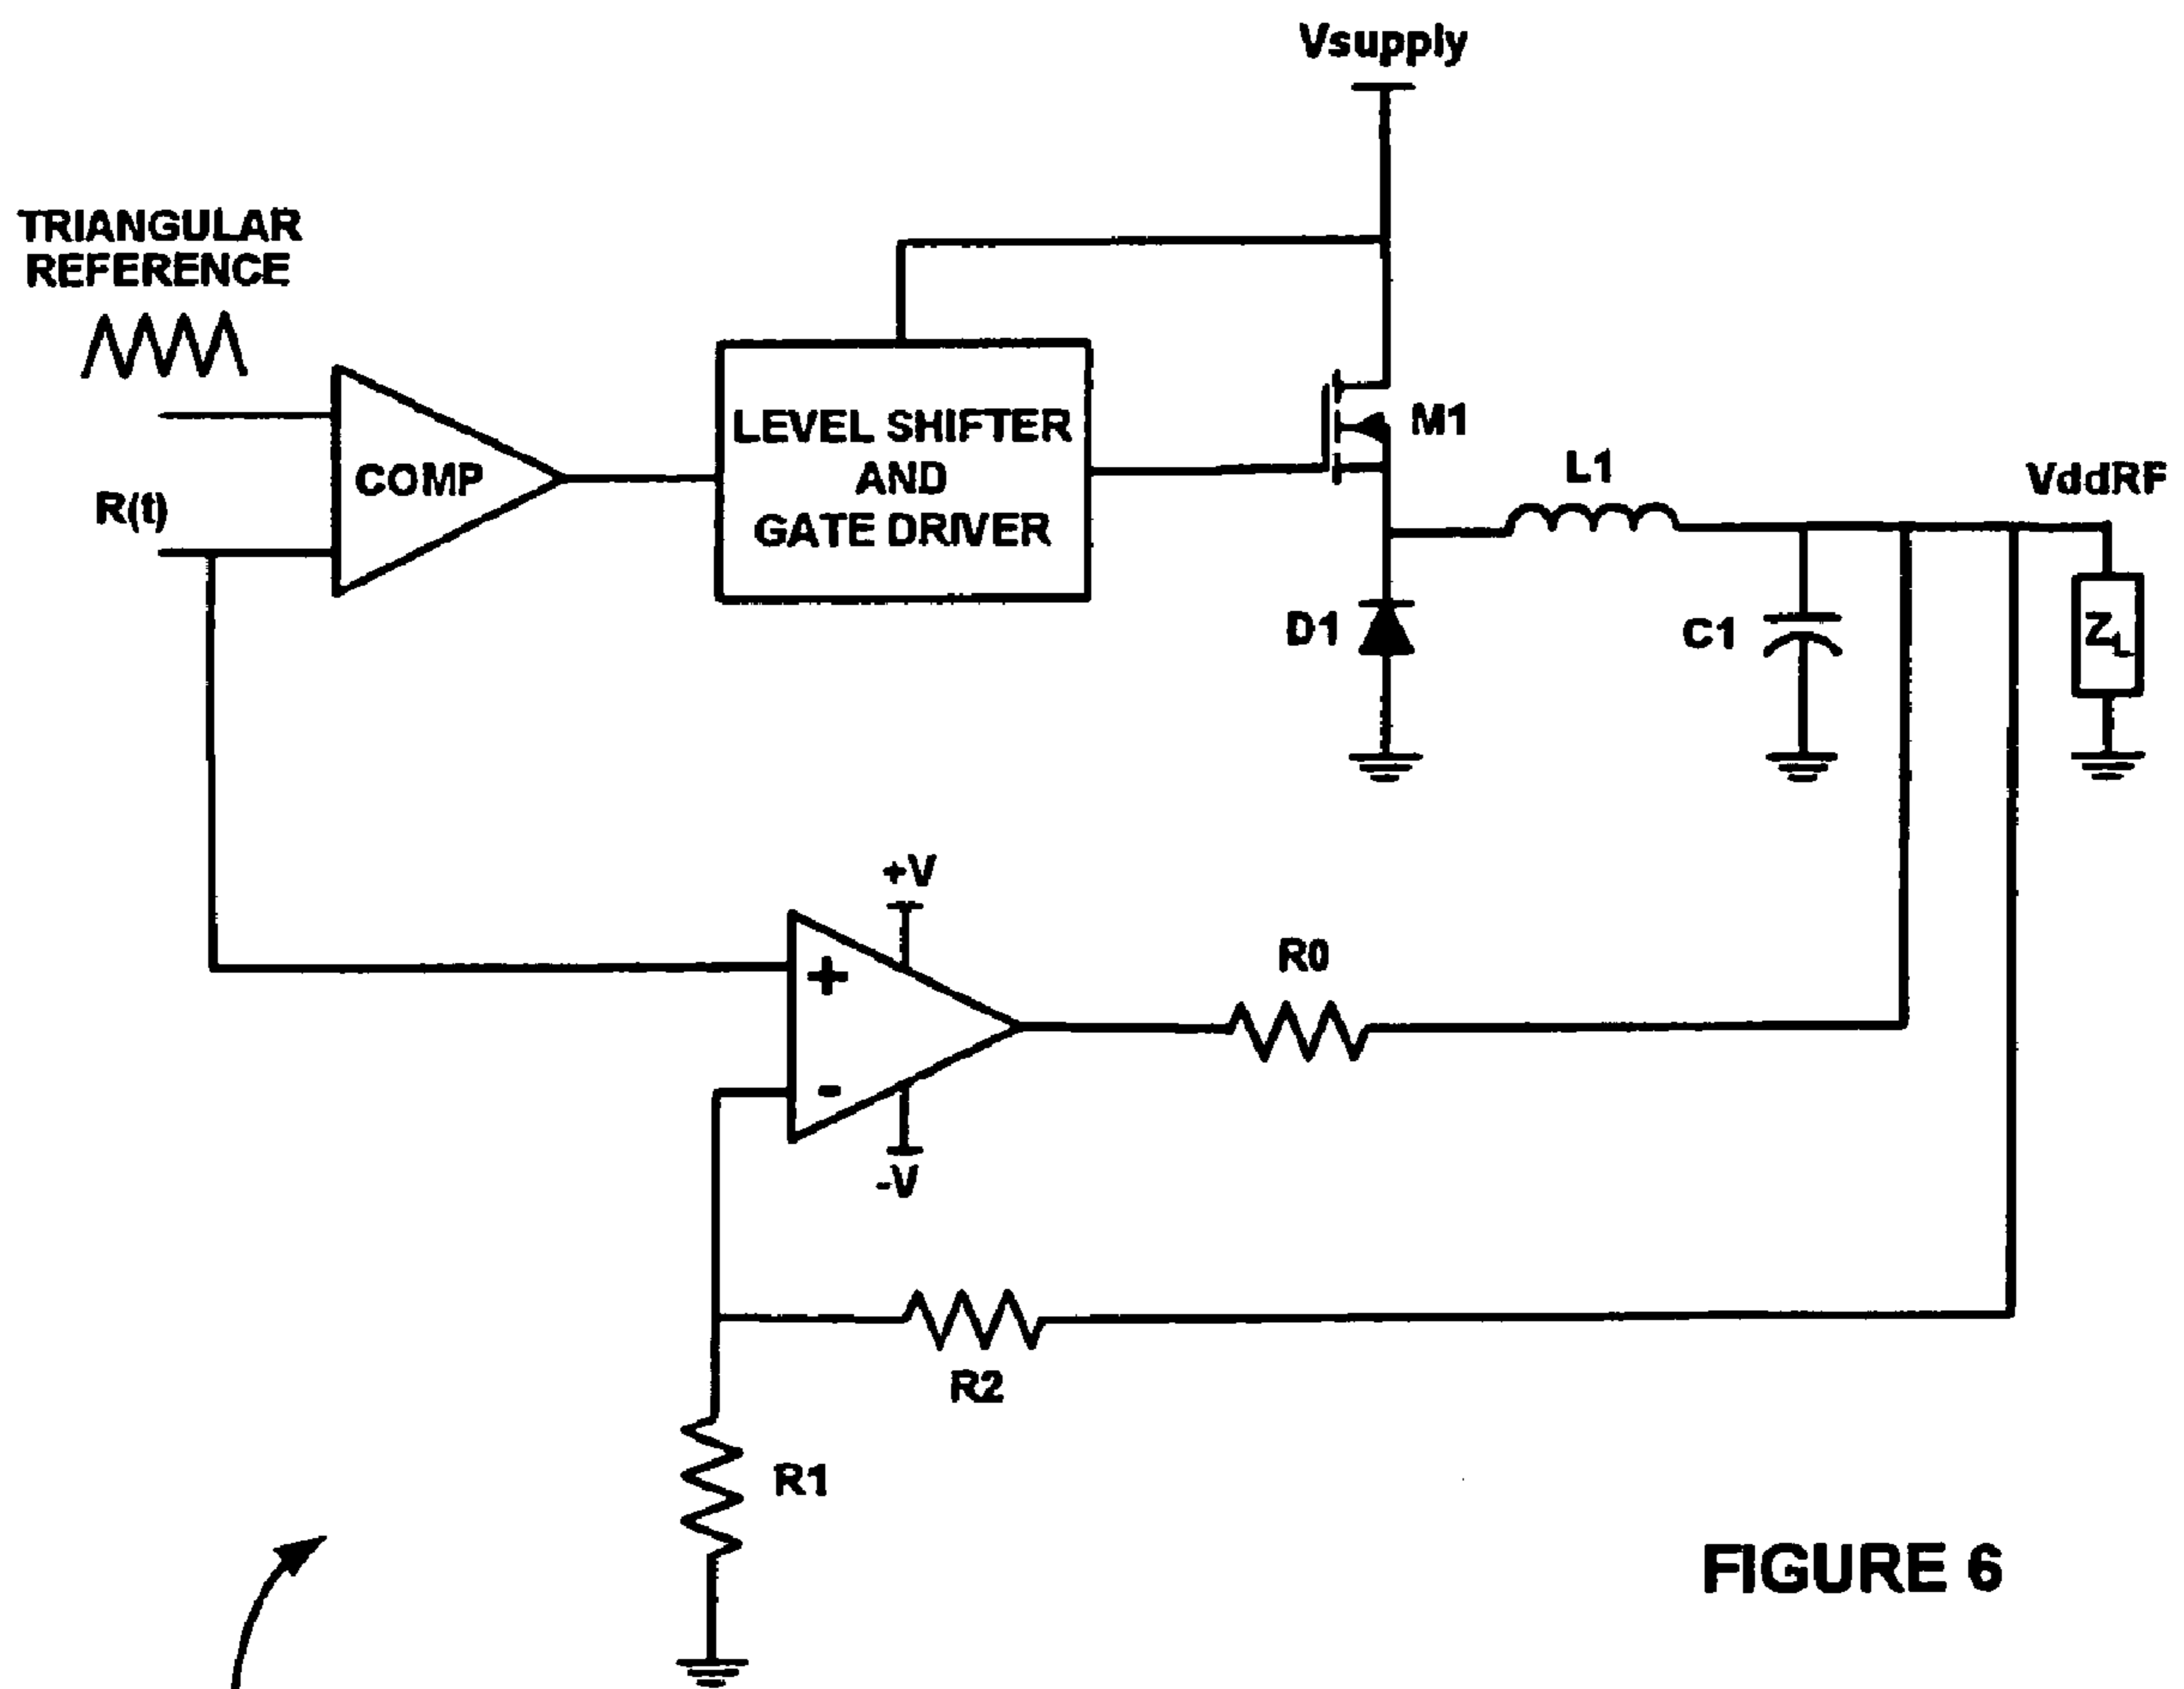 Vsupply
TRIANGULAR
REFERENCE
R(t)
COMP
LEVEL SHIFTER
AND
GATE DRIVER
M1
L1
VddRF
D1
C1
ZL
+V
+
-
-V
R0
R2
R1
FIGURE 6